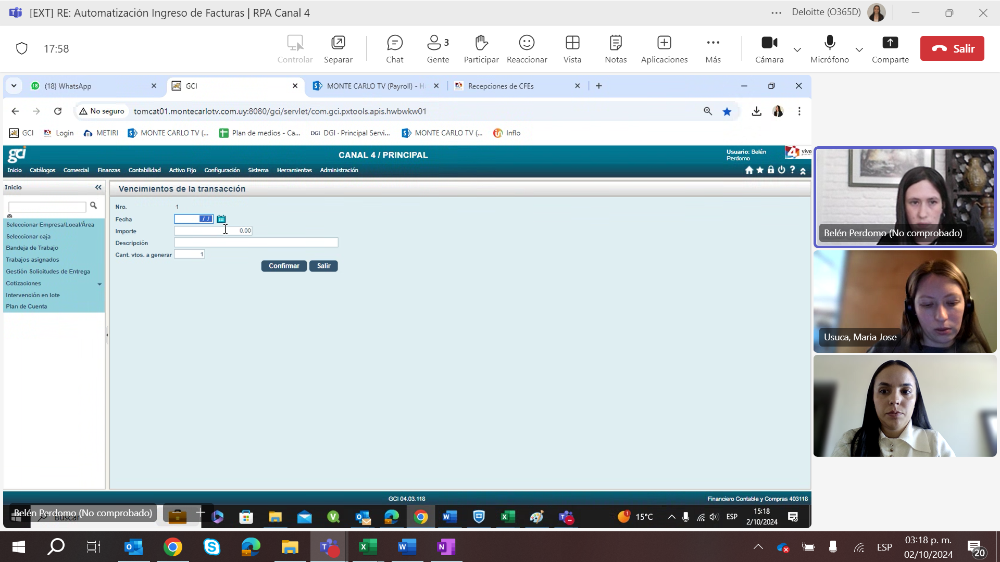 [EXT] RE: Automatización Ingreso de Facturas | RPA Canal 4
Deloitte (O365D)
17:58
Controlar
Separar
Chat
3
Gente
Participar
Reaccionar
Vista
Notas
Aplicaciones
Más
Cámara
Micrófono
Comparte
Salir
18
(18) WhatsApp
GCI
MONTE CARLO TV (Payroll) - H
Recepciones de CFEs
No seguro
tomcat01.montecarlotv.com.uy:8080/gci/servlet/com.gci.pxtools.apis.hwbwkw01
GCI
Login
METIRI
MONTE CARLO TV (...
Plan de medios - Ca...
DGI
DGI · Principal Servi...
MONTE CARLO TV (...
Inflo
gci
CANAL 4 / PRINCIPAL
Usuario: Belén
Perdomo
4 vivo
Inicio
Catálogos
Comercial
Finanzas
Contabilidad
Activo Fijo
Configuración
Sistema
Herramientas
Administración
Inicio
Vencimientos de la transacción
Nro.
1
Fecha
/ /
Importe
0,00
Descripción
Cant. vtos. a generar
1
Confirmar
Salir
Seleccionar Empresa/Local/Área
Seleccionar caja
Bandeja de Trabajo
Trabajos asignados
Gestión Solicitudes de Entrega
Cotizaciones
Intervención en lote
Plan de Cuenta
GCI 04.03.118
Financiero Contable y Compras 403118
Belén Perdomo (No comprobado)
Usuca, Maria Jose
Belén Perdomo (No comprobado)
Buscar
1
15°C
ESP
15:18
2/10/2024
ESP
03:18 p. m.
02/10/2024
20